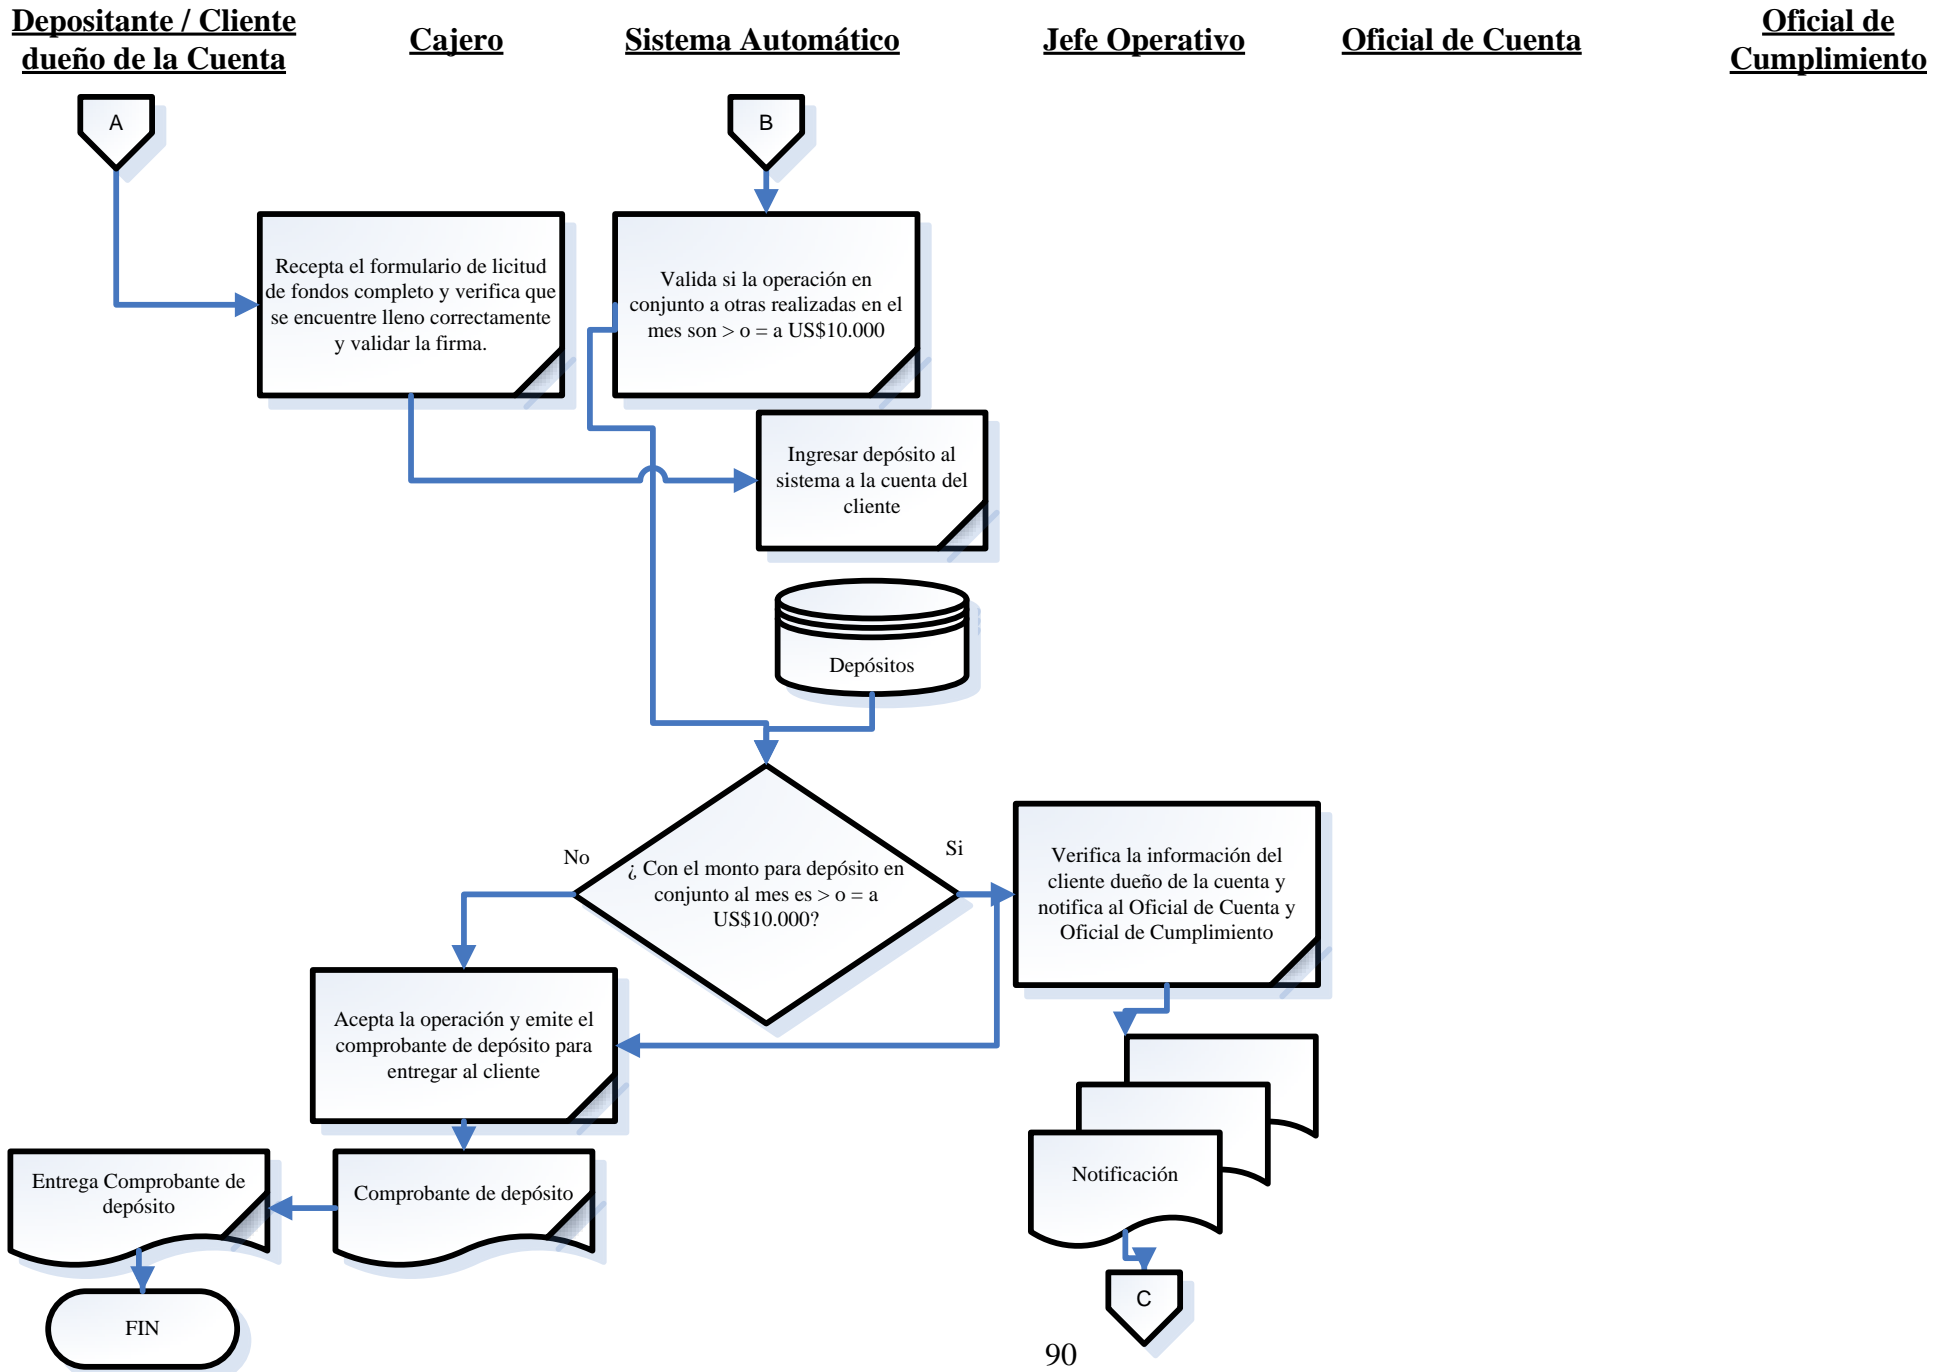 Depositante / Cliente
dueño de la Cuenta
Cajero
Sistema Automático
Jefe Operativo
Oficial de Cuenta
Oficial de
Cumplimiento
A
B
Recepta el formulario de licitud
de fondos completo y verifica que
se encuentre lleno correctamente
y validar la firma.
Valida si la operación en
conjunto a otras realizadas en el
mes son > o = a US$10.000
Ingresar depósito al
sistema a la cuenta del
cliente
Depósitos
No
¿ Con el monto para depósito en
conjunto al mes es > o = a
US$10.000?
Si
Verifica la información del
cliente dueño de la cuenta y
notifica al Oficial de Cuenta y
Oficial de Cumplimiento
Acepta la operación y emite el
comprobante de depósito para
entregar al cliente
Entrega Comprobante de
depósito
Comprobante de depósito
Notificación
FIN
C
90